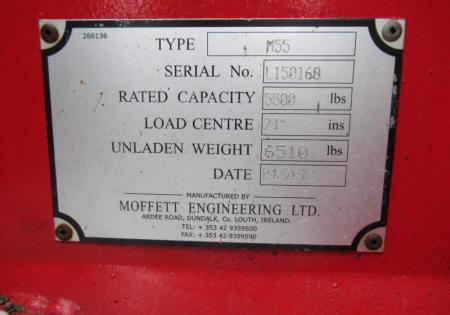 266136
TYPE M55
SERIAL No. L150168
RATED CAPACITY 5500 lbs
LOAD CENTRE 24" ins
UNLADEN WEIGHT 6510 lbs
DATE
MANUFACTURED BY
MOFFETT ENGINEERING LTD.
ARDEE ROAD, DUNDALK, Co. LOUTH, IRELAND.
TEL: + 353 42 9359500
FAX: + 353 42 9359590